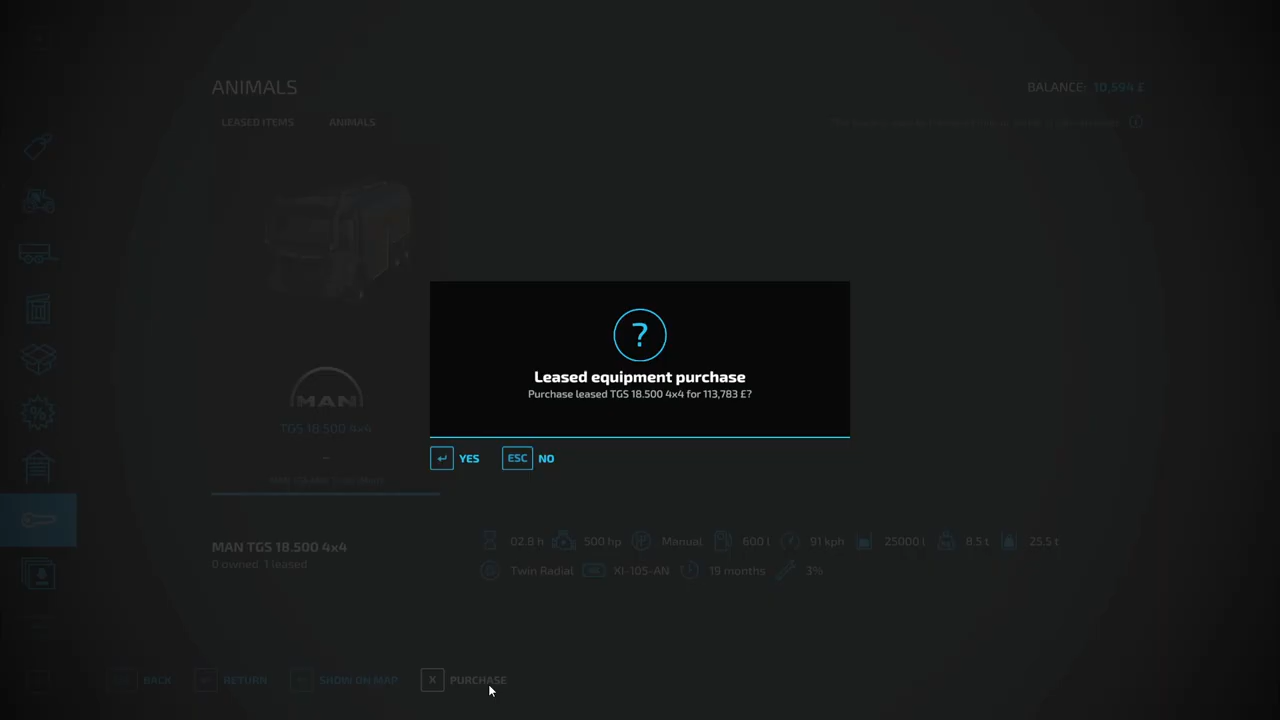 ANIMALS
BALANCE: 10,594 £
LEASED ITEMS ANIMALS
MAN
TGS 18.500 4x4
Leased equipment purchase
Purchase leased TGS 18.500 4x4 for 113,783 £?
↵ YES ESC NO
MAN TGS 18.500 4x4
0 owned 1 leased
02.8 h 500 hp Manual 600 l 91 kph 25000 l 8.5 t 25.5 t
Twin Radial XI-105-AN 19 months 3%
BACK RETURN SHOW ON MAP X PURCHASE